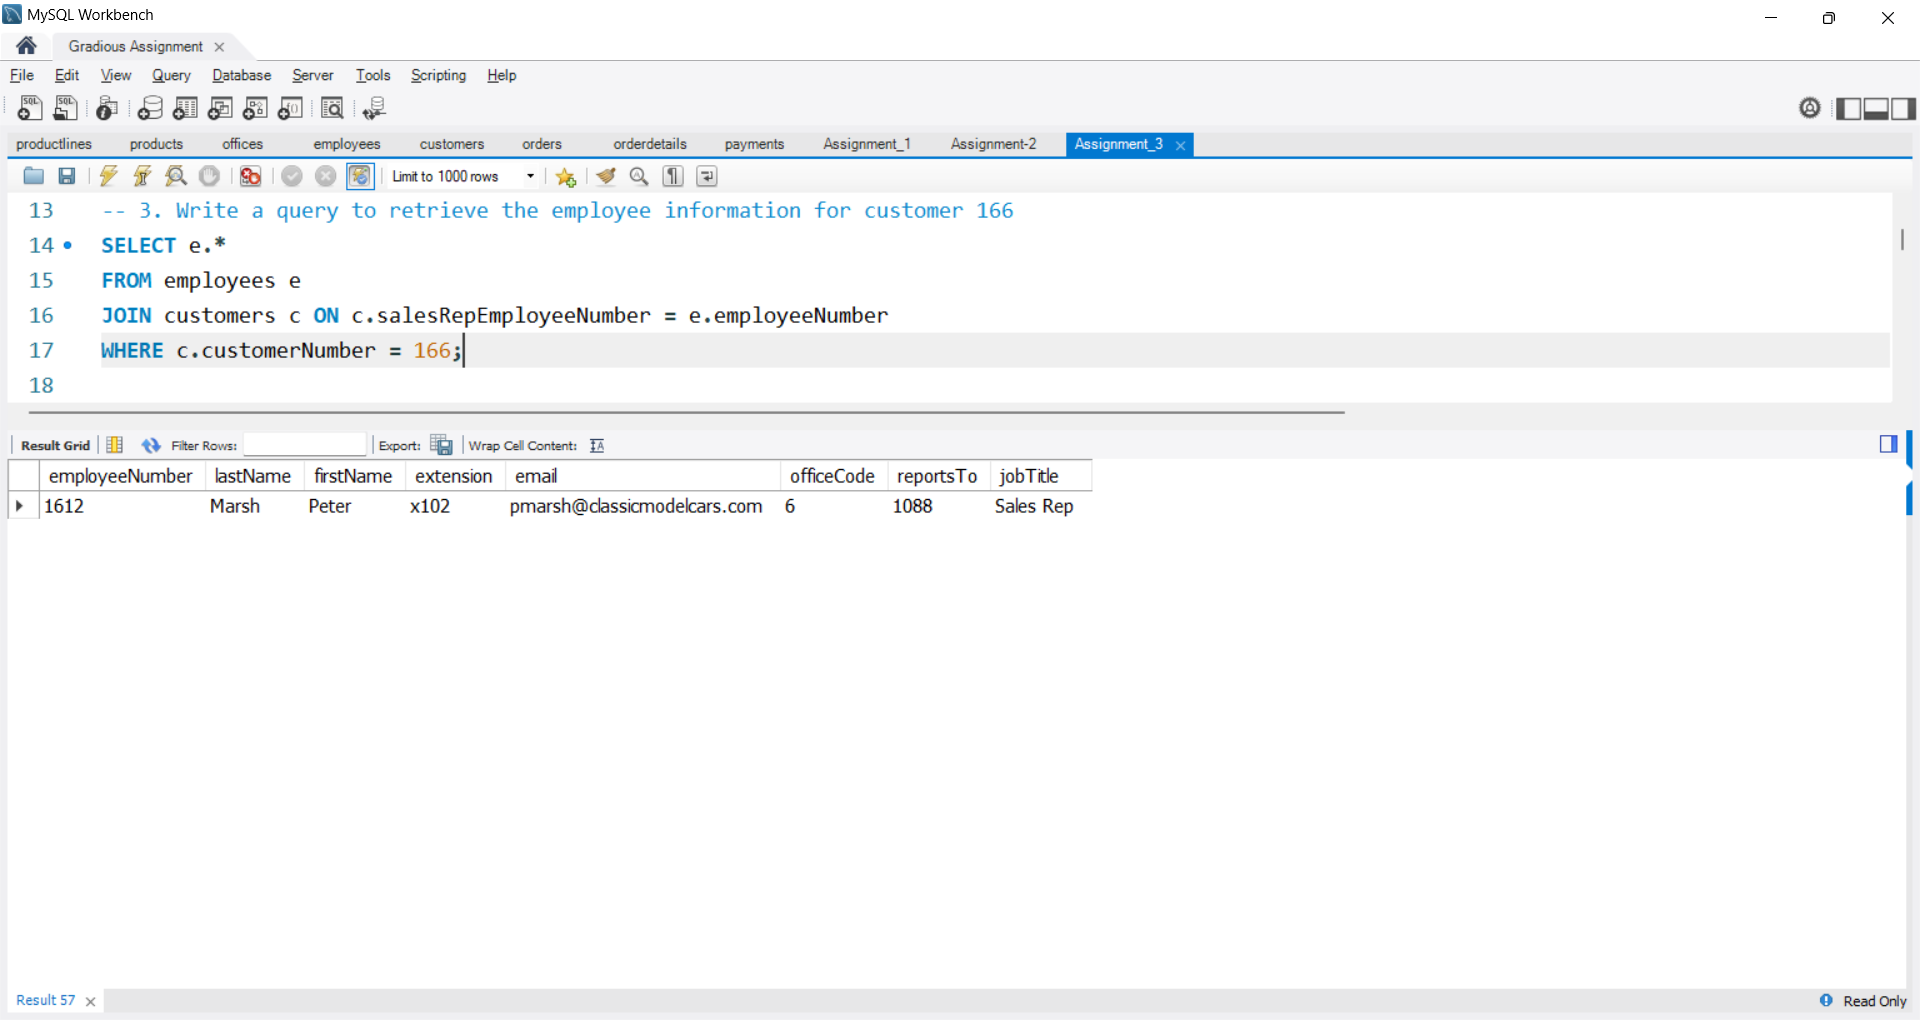 MySQL Workbench
Gradious Assignment
File Edit View Query Database Server Tools Scripting Help
productlines products offices employees customers orders orderdetails payments Assignment_1 Assignment-2 Assignment_3
Limit to 1000 rows
13 -- 3. Write a query to retrieve the employee information for customer 166
14 SELECT e.*
15 FROM employees e
16 JOIN customers c ON c.salesRepEmployeeNumber = e.employeeNumber
17 WHERE c.customerNumber = 166;
18
Result Grid Filter Rows: Export: Wrap Cell Content:
employeeNumber lastName firstName extension email officeCode reportsTo jobTitle
1612 Marsh Peter x102 pmarsh@classicmodelcars.com 6 1088 Sales Rep
Result 57 Read Only